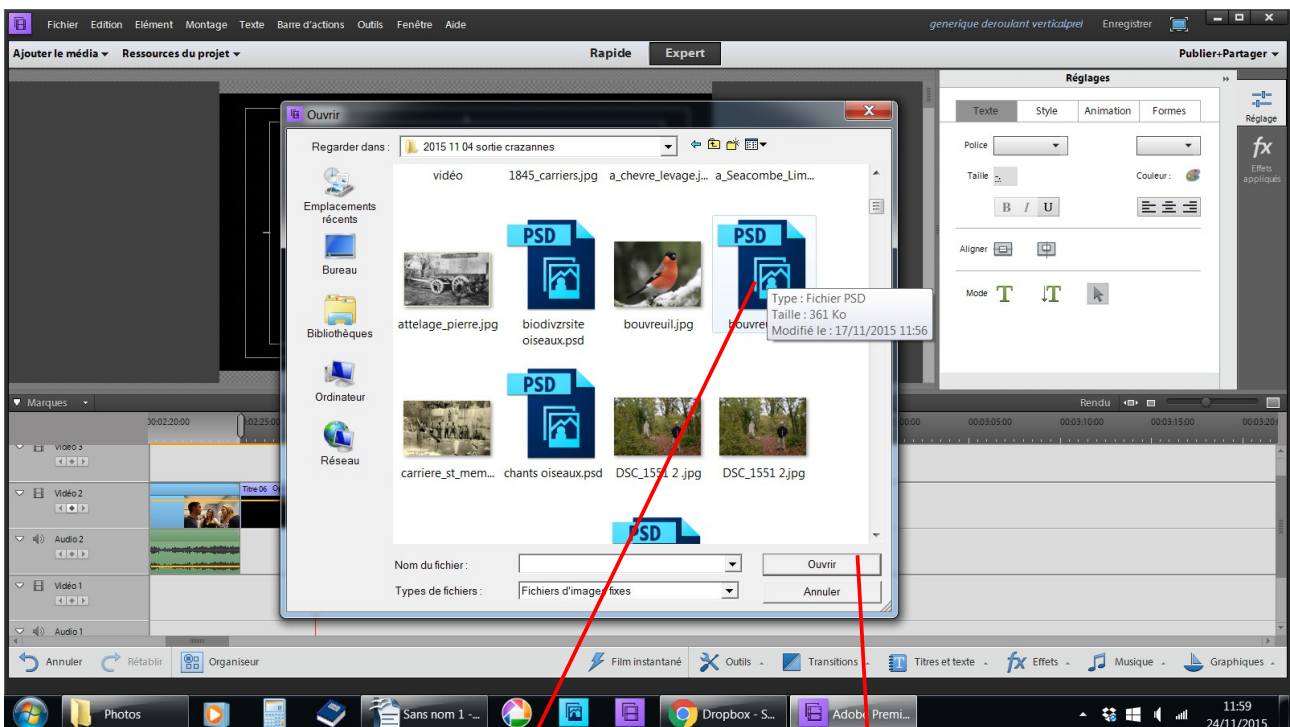 Fichier Edition Elément Montage Texte Barre d'actions Outils Fenêtre Aide generique deroulant verticalprel Enregistrer
Ajouter le média Ressources du projet Rapide Expert Publier+Partager
Réglages
Ouvrir
Texte Style Animation Formes
Réglage
Regarder dans : 2015 11 04 sortie crazannes
Police
fx
Effets
appliqués
vidéo 1845_carriers.jpg a_chevre_levage.j... a_Seacombe_Lim...
Taille Couleur :
Emplacements
récents
B I U
PSD PSD
Aligner
Bureau
Type : Fichier PSD
Taille : 361 Ko
Modifié le : 17/11/2015 11:56
Mode T T
attelage_pierre.jpg biodivzrsite
oiseaux.psd
bouvreuil.jpg
Bibliothèques
PSD
Ordinateur
Marques Rendu
00:02:20:00 00:03:05:00 00:03:10:00 00:03:15:00
Vidéo 3
Réseau
carriere_st_mem... chants oiseaux.psd DSC_1551 2 .jpg DSC_1551 2.jpg
Vidéo 2 Titre 06
PSD
Audio 2
Nom du fichier : Ouvrir
Vidéo 1 Types de fichiers : Fichiers d'images fixes Annuler
Audio 1
Annuler Rétablir Organiseur Film instantané Outils Transitions Titres et texte fx Effets Musique Graphiques
Photos Sans nom 1 -... Dropbox - S... Adobe Premi...
11:59
24/11/2015